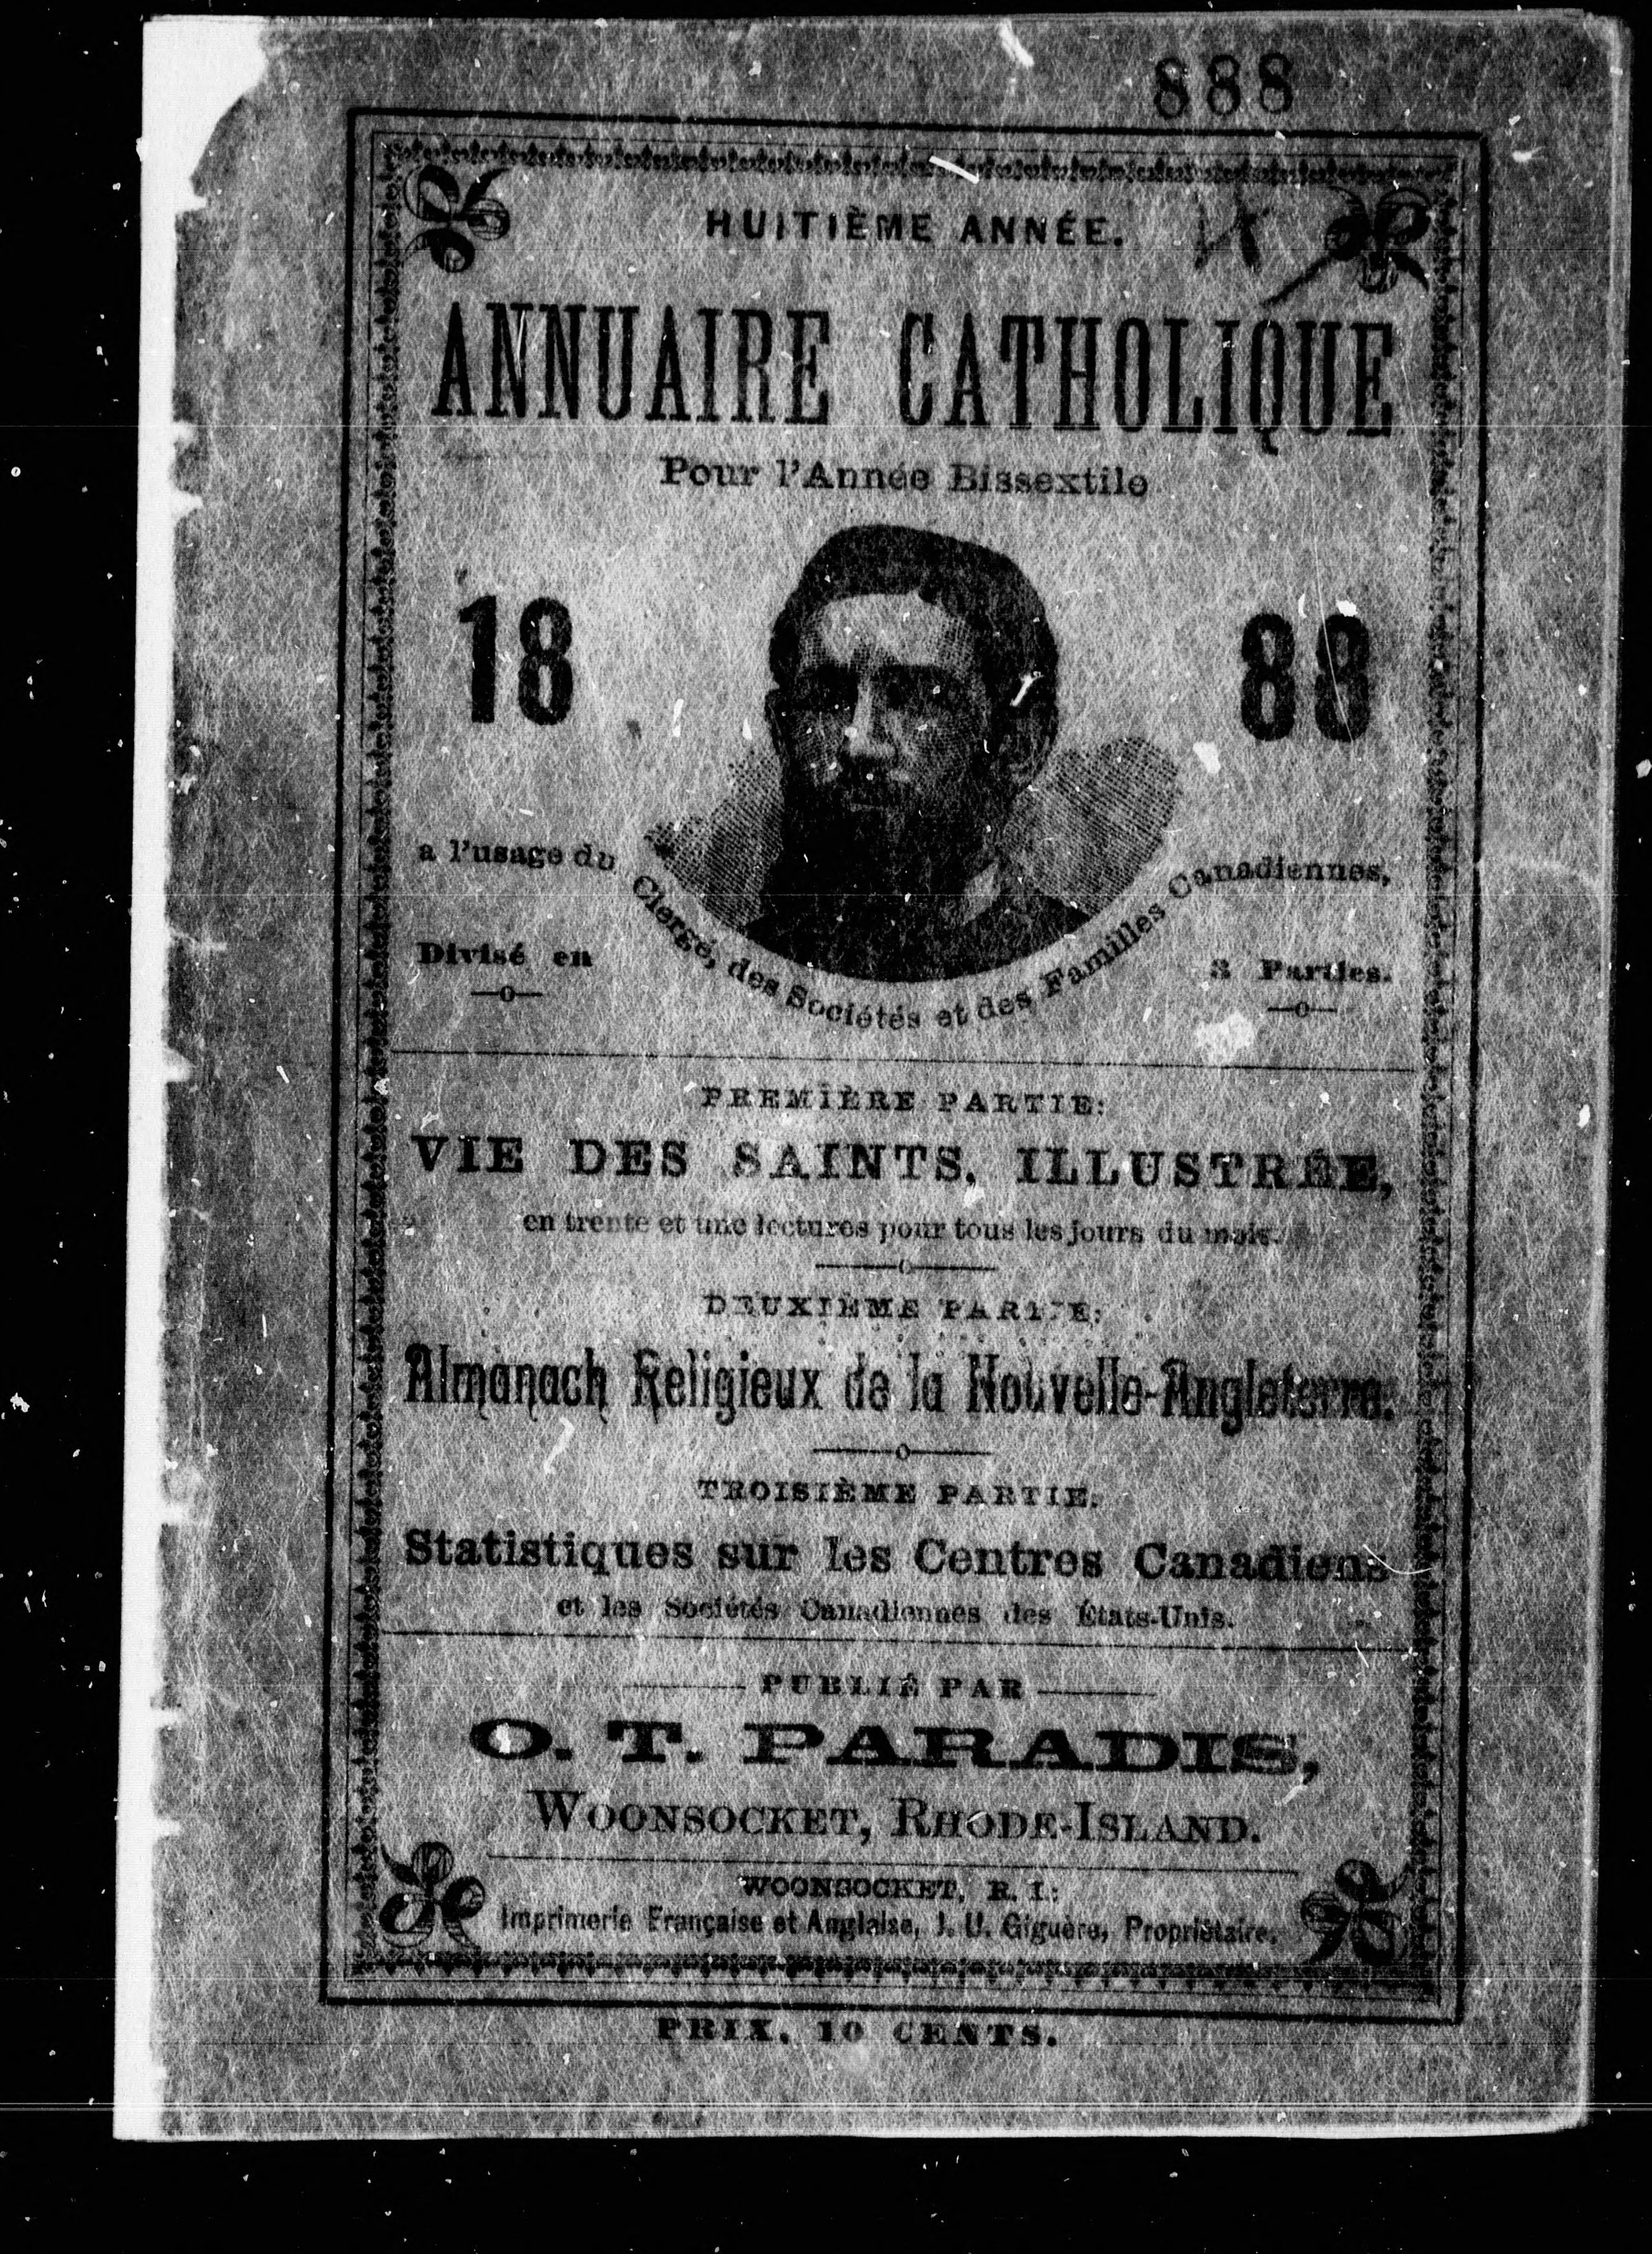 888
HUITIÈME ANNÉE.
ANNUAIRE CATHOLIQUE
Pour l'Année Bissextile
18 88
a l'usage du Clergé, des Sociétés et des Familles Canadiennes,
Divisé en 3 Parties.
PREMIÈRE PARTIE:
VIE DES SAINTS, ILLUSTRÉE,
en trente et une lectures pour tous les jours du mois.
DEUXIÈME PARTIE:
Almanach Religieux de la Nouvelle-Angleterre.
TROISIÈME PARTIE:
Statistiques sur les Centres Canadiens
et les Sociétés Canadiennes des États-Unis.
PUBLIÉ PAR
O. T. PARADIS,
WOONSOCKET, RHODE-ISLAND.
WOONSOCKET, R. I.:
Imprimerie Française et Anglaise, J. U. Giguère, Propriétaire.
PRIX, 10 CENTS.